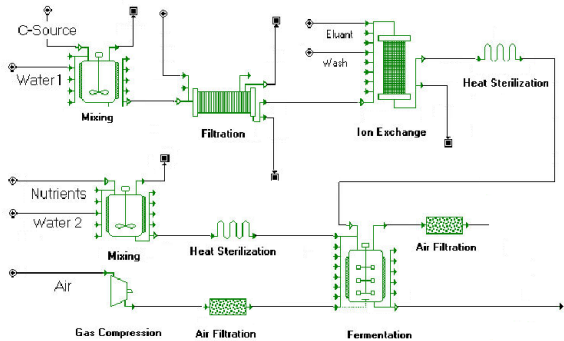 C-Source
Water 1
Mixing
Filtration
Eluant
Wash
Ion Exchange
Heat Sterilization
Nutrients
Water 2
Mixing
Heat Sterilization
Air Filtration
Air
Gas Compression
Air Filtration
Fermentation